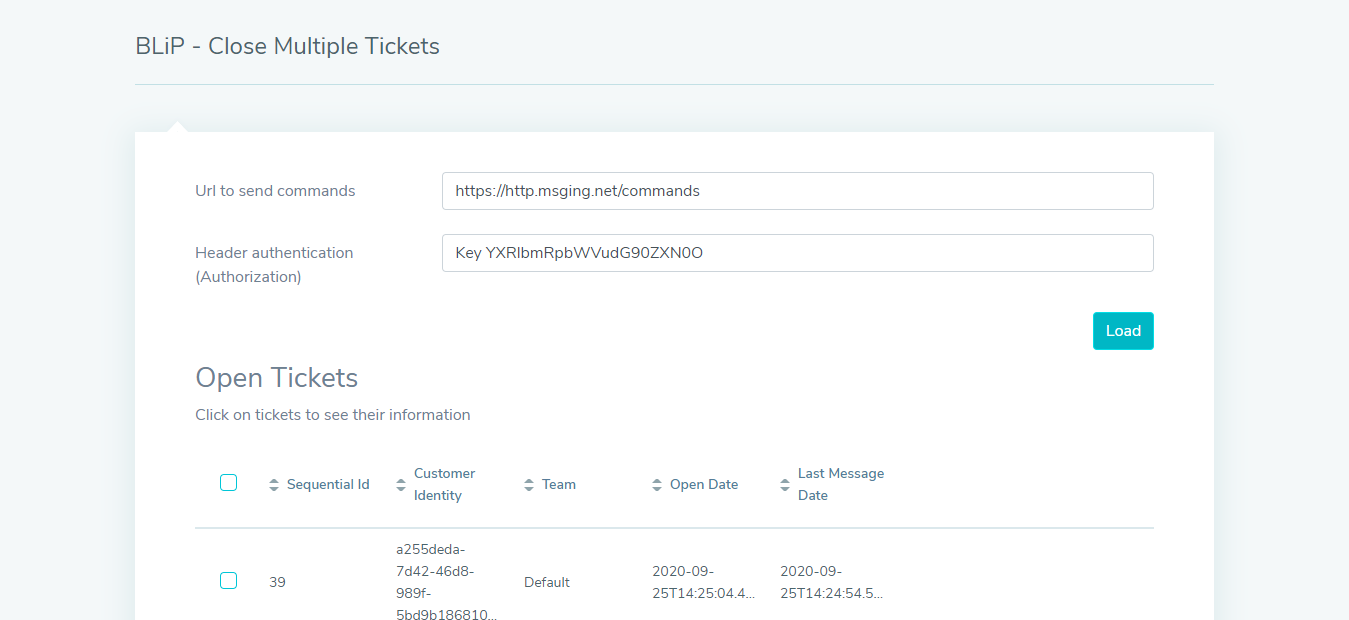 BLiP - Close Multiple Tickets
Url to send commands
https://http.msging.net/commands
Header authentication
(Authorization)
Key YXRlbmRpbWVudG90ZXN0O
Load
Open Tickets
Click on tickets to see their information
Sequential Id
Customer
Identity
Team
Open Date
Last Message
Date
39
a255deda-
7d42-46d8-
989f-
5bd9b186810...
Default
2020-09-
25T14:25:04.4...
2020-09-
25T14:24:54.5...